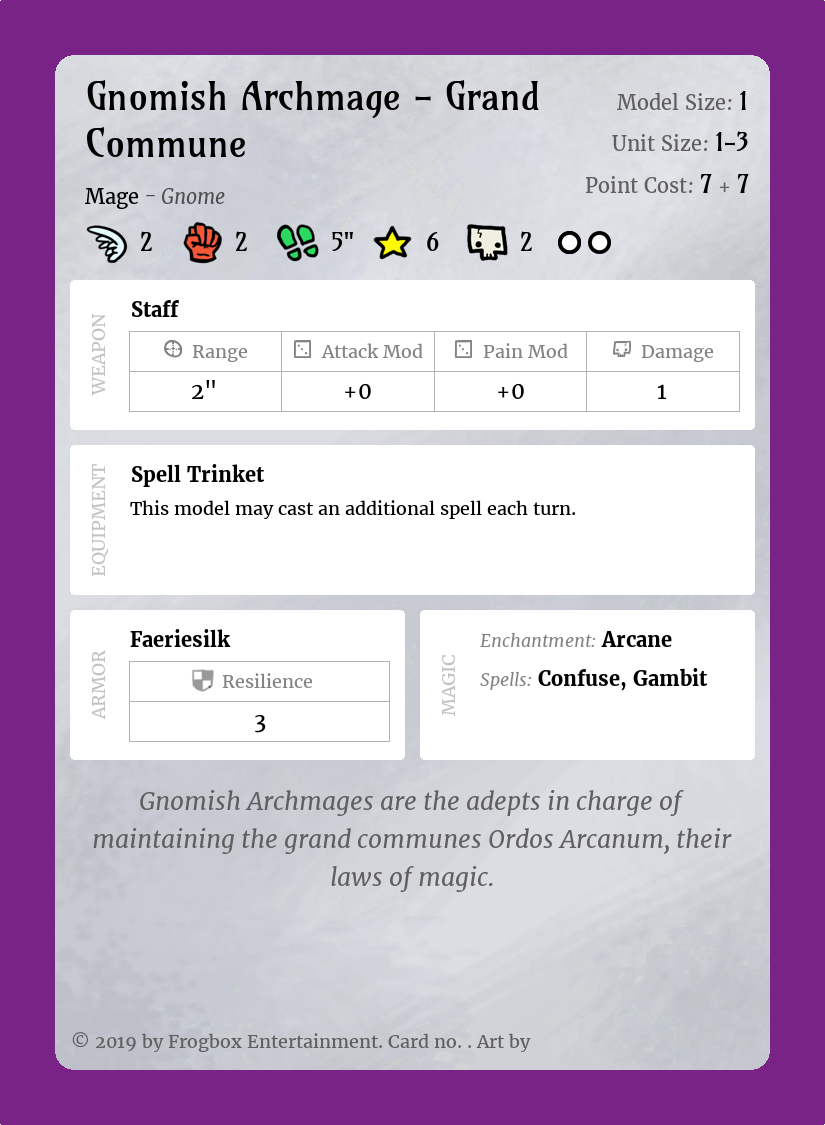 Gnomish Archmage – Grand
Commune
Model Size: 1
Unit Size: 1-3
Point Cost: 7 + 7
Mage - Gnome
2 2 5" 6 2
WEAPON
Staff
Range Attack Mod Pain Mod Damage
2" +0 +0 1
EQUIPMENT
Spell Trinket
This model may cast an additional spell each turn.
ARMOR
Faeriesilk
Resilience
3
MAGIC
Enchantment: Arcane
Spells: Confuse, Gambit
Gnomish Archmages are the adepts in charge of
maintaining the grand communes Ordos Arcanum, their
laws of magic.
© 2019 by Frogbox Entertainment. Card no. . Art by